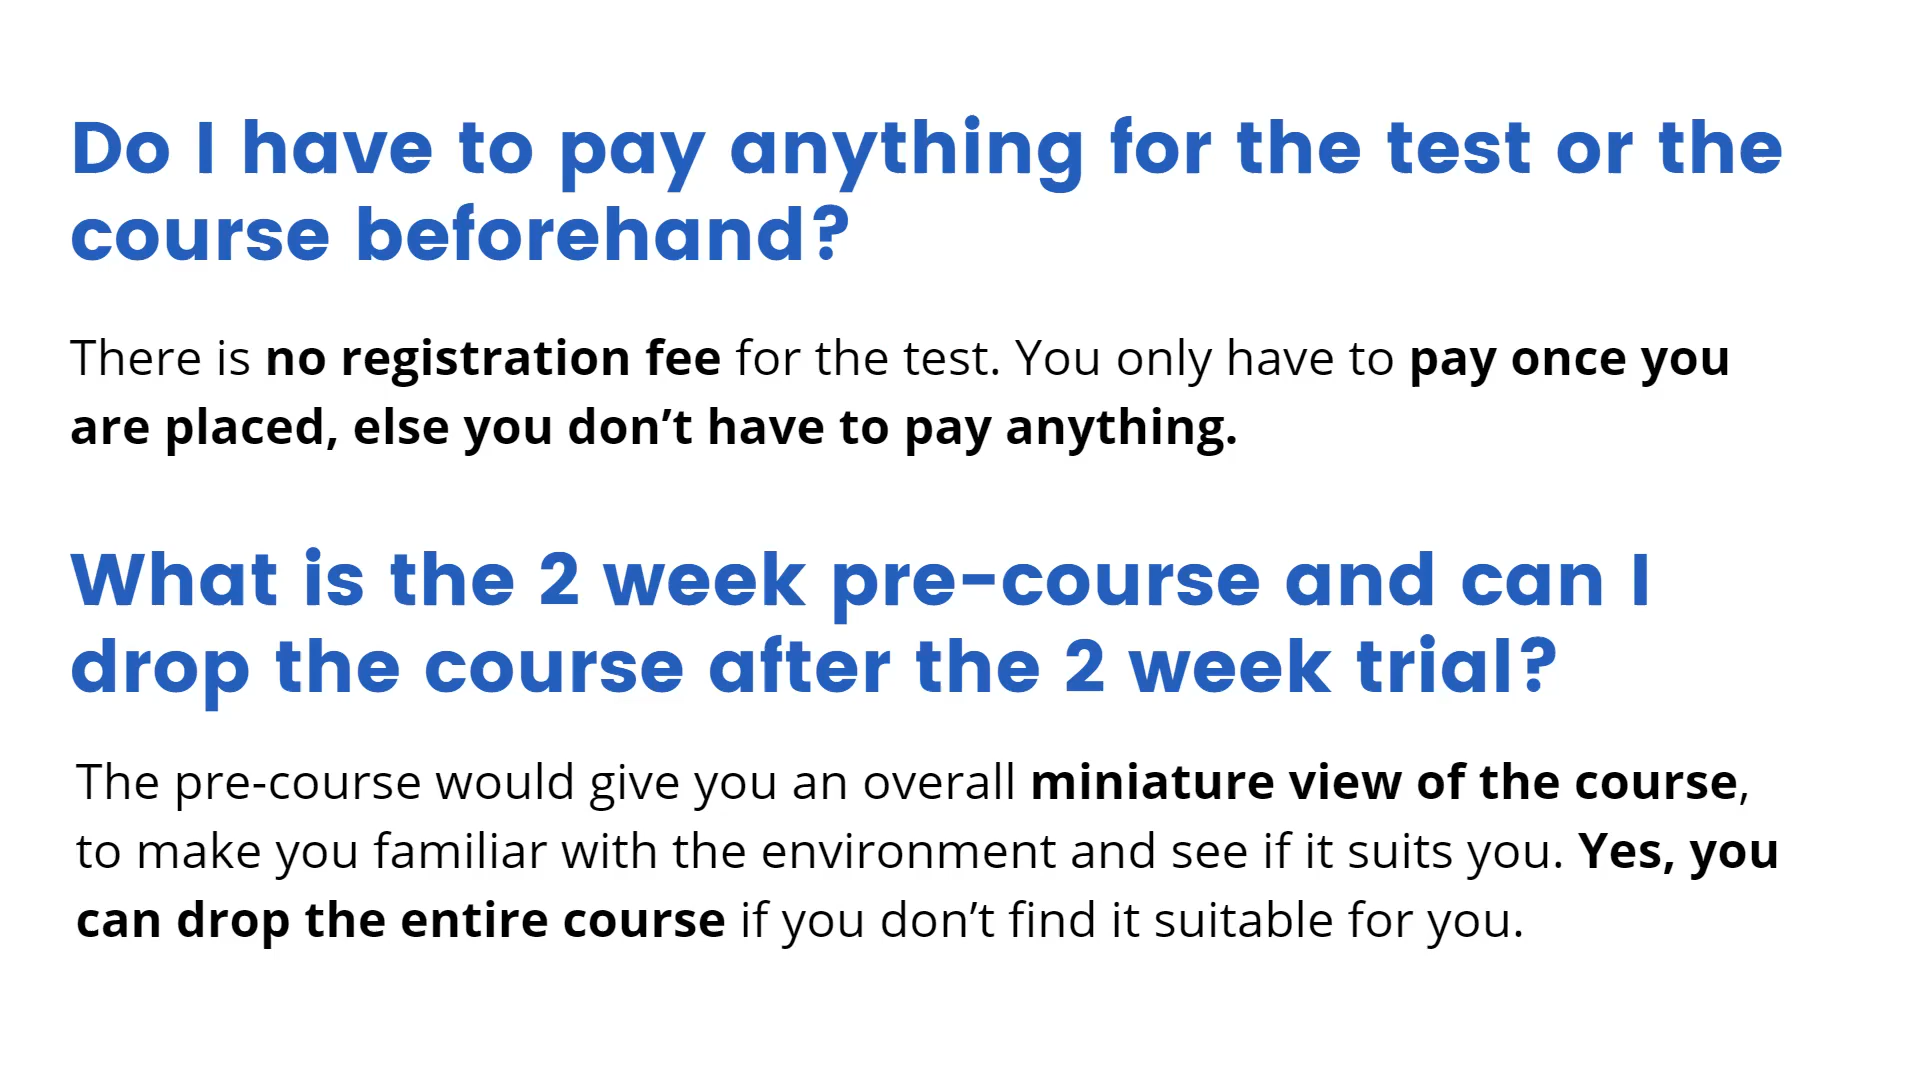 Do I have to pay anything for the test or the
course beforehand?
There is no registration fee for the test. You only have to pay once you
are placed, else you don’t have to pay anything.
What is the 2 week pre-course and can I
drop the course after the 2 week trial?
The pre-course would give you an overall miniature view of the course,
to make you familiar with the environment and see if it suits you. Yes, you
can drop the entire course if you don’t find it suitable for you.